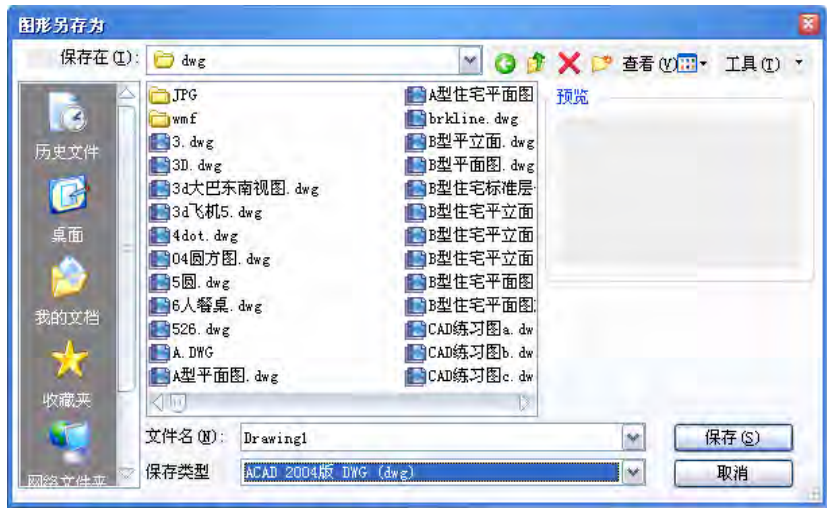 图形另存为
保存在(I): dwg 查看(V) 工具(T)
历史文件
桌面
我的文档
收藏夹
网络文件夹
JPG
wmf
3.dwg
3D.dwg
3d大巴东南视图.dwg
3d飞机5.dwg
4dot.dwg
04圆方图.dwg
5圆.dwg
6人餐桌.dwg
526.dwg
A.DWG
A型平面图.dwg
A型住宅平面图
brkline.dwg
B型平立面.dwg
B型平面图.dwg
B型住宅标准层
B型住宅平立面
B型住宅平立面
B型住宅平立面
B型住宅平面图
B型住宅平面图
CAD练习图a.dw
CAD练习图b.dw
CAD练习图c.dw
预览
文件名(N): Drawing1 保存(S)
保存类型 ACAD 2004版 DWG (dwg) 取消